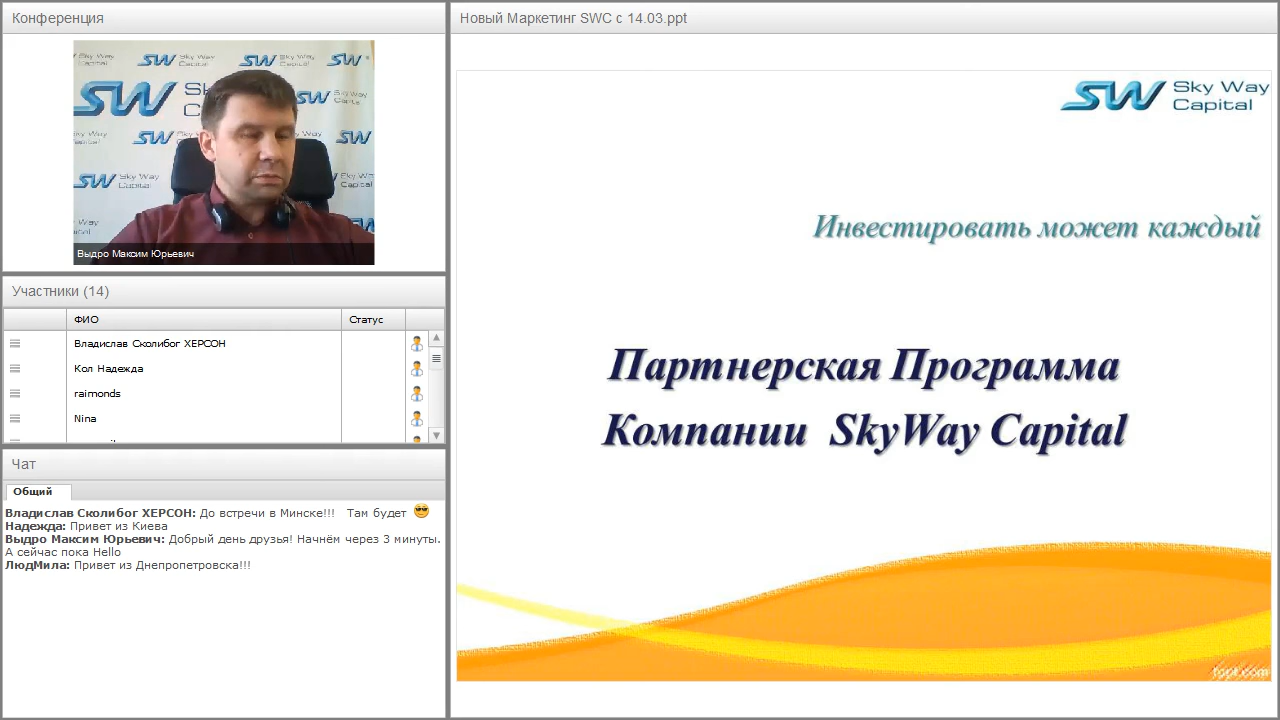 Конференция
Sky Way
Capital
SW
Выдро Максим Юрьевич
Участники (14)
ФИО
Статус
Владислав Сколибог ХЕРСОН
Кол Надежда
raimonds
Nina
Чат
Общий
Владислав Сколибог ХЕРСОН: До встречи в Минске!!! Там будет
Надежда: Привет из Киева
Выдро Максим Юрьевич: Добрый день друзья! Начнём через 3 минуты.
А сейчас пока Hello
ЛюдМила: Привет из Днепропетровска!!!
Новый Маркетинг SWC с 14.03.ppt
SW Sky Way
Capital
Инвестировать может каждый
Партнерская Программа
Компании SkyWay Capital
fppt.com